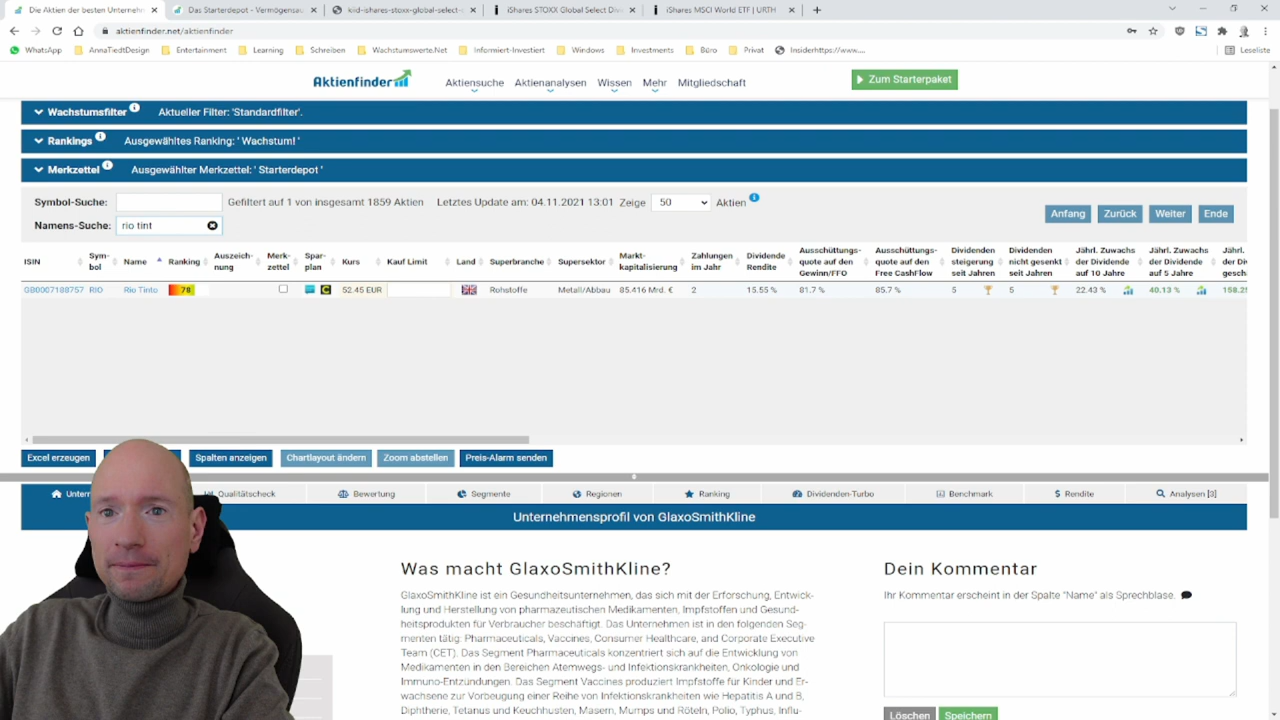 Die Aktien der besten Unternehm
Das Starterdepot - Vermögensau
kiid-ishares-stoxx-global-select-
iShares STOXX Global Select Div
iShares MSCI World ETF | URTH
aktienfinder.net/aktienfinder
WhatsApp
AnnaTiedtDesign
Entertainment
Learning
Schreiben
Wachstumswerte.Net
Informiert-Investiert
Windows
Investments
Büro
Privat
Insiderhttps://www....
Leseliste
Aktienfinder
Aktiensuche
Aktienanalysen
Wissen
Mehr
Mitgliedschaft
Zum Starterpaket
Wachstumsfilter
Aktueller Filter: 'Standardfilter'.
Rankings
Ausgewähltes Ranking: ' Wachstum! '
Merkzettel
Ausgewählter Merkzettel: ' Starterdepot '
Symbol-Suche:
Gefiltert auf 1 von insgesamt 1859 Aktien
Letztes Update am: 04.11.2021 13:01
Zeige
50
Aktien
Anfang
Zurück
Weiter
Ende
Namens-Suche:
rio tint
ISIN
Sym-
bol
Name
Ranking
Auszeich-
nung
Merk-
zettel
Spar-
plan
Kurs
Kauf Limit
Land
Superbranche
Supersektor
Markt-
kapitalisierung
Zahlungen
im Jahr
Dividende
Rendite
Ausschüttungs-
quote auf den
Gewinn/FFO
Ausschüttungs-
quote auf den
Free CashFlow
Dividenden
steigerung
seit Jahren
Dividenden
nicht gesenkt
seit Jahren
Jährl. Zuwachs
der Dividende
auf 10 Jahre
Jährl. Zuwachs
der Dividende
auf 5 Jahre
Jährl.
der Div
gesch
GB0007188757
RIO
Rio Tinto
78
C
52.45 EUR
Rohstoffe
Metall/Abbau
85.416 Mrd. €
2
15.55 %
81.7 %
85.7 %
5
5
22.43 %
40.13 %
158.2
Excel erzeugen
Spalten anzeigen
Chartlayout ändern
Zoom abstellen
Preis-Alarm senden
Untern
Qualitätscheck
Bewertung
Segmente
Regionen
Ranking
Dividenden-Turbo
Benchmark
Rendite
Analysen [3]
Unternehmensprofil von GlaxoSmithKline
Was macht GlaxoSmithKline?
GlaxoSmithKline ist ein Gesundheitsunternehmen, das sich mit der Erforschung, Entwick-
lung und Herstellung von pharmazeutischen Medikamenten, Impfstoffen und Gesund-
heitsprodukten für Verbraucher beschäftigt. Das Unternehmen ist in den folgenden Seg-
menten tätig: Pharmaceuticals, Vaccines, Consumer Healthcare, and Corporate Executive
Team (CET). Das Segment Pharmaceuticals konzentriert sich auf die Entwicklung von
Medikamenten in den Bereichen Atemwegs- und Infektionskrankheiten, Onkologie und
Immuno-Entzündungen. Das Segment Vaccines produziert Impfstoffe für Kinder und Er-
wachsene zur Vorbeugung einer Reihe von Infektionskrankheiten wie Hepatitis A und B,
Diphtherie, Tetanus und Keuchhusten, Masern, Mumps und Röteln, Polio, Typhus, Influ-
Dein Kommentar
Ihr Kommentar erscheint in der Spalte "Name" als Sprechblase.
Löschen
Speichern